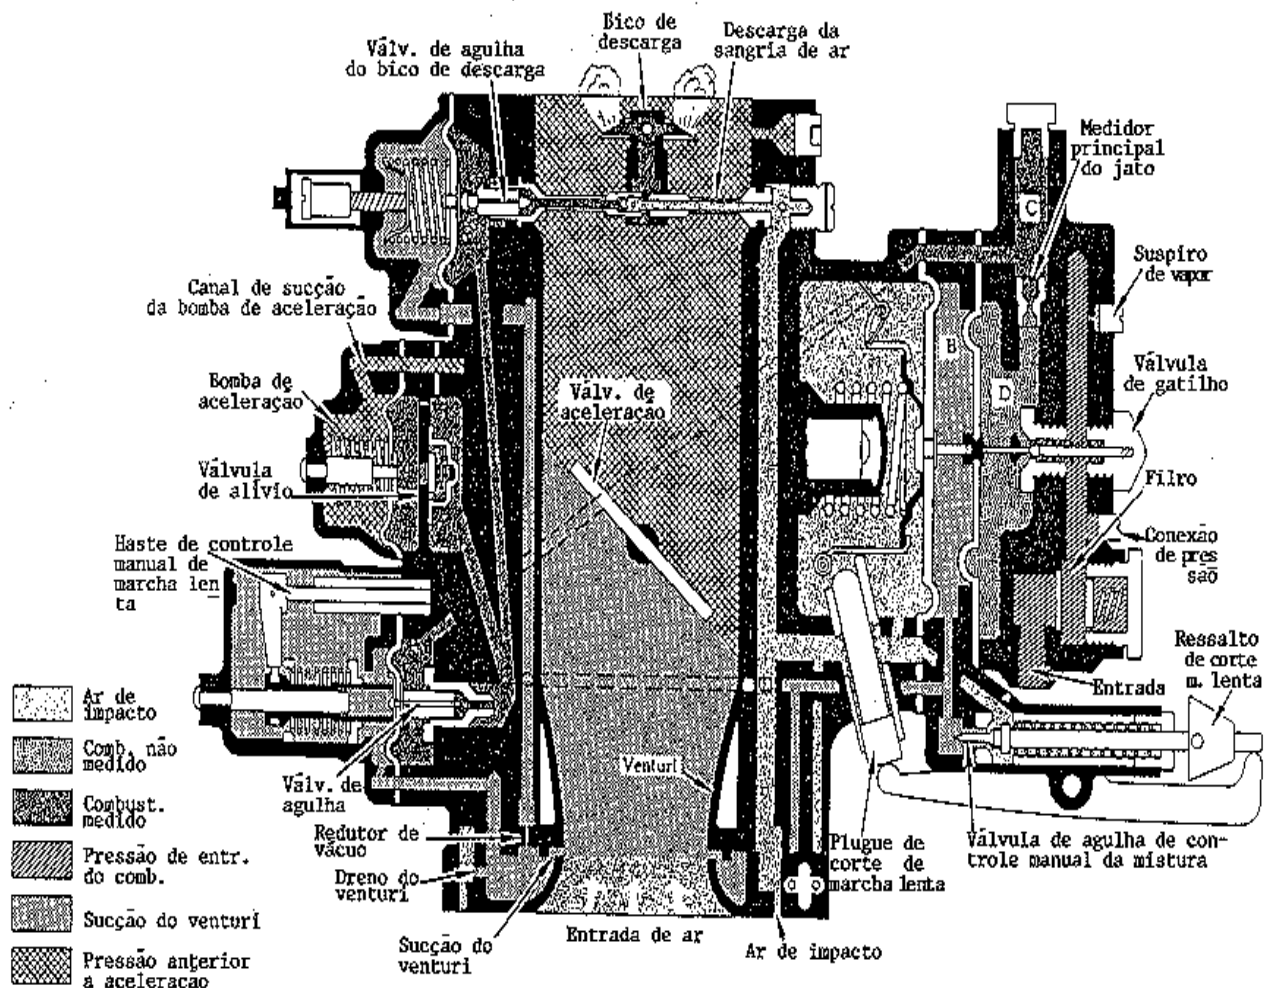 Bico de
descarga
Descarga da
sangria de ar
Válv. de agulha
do bico de descarga
Medidor
principal
do jato
C
Suspiro
de vapor
Canal de sucção
da bomba de aceleração
B
Válvula
de gatilho
Bomba de
aceleração
Válv. de
aceleraçao
D
Válvula
de alívio
Filro
Haste de controle
manual de
marcha len
ta
Conexão
de pres
saõ
Ressalto
de corte
m. lenta
Entrada
Ar de
impacto
Comb. não
medido
Combust.
medido
Pressão de entr.
do comb.
Sucção do venturi
Pressão anterior
a aceleraçao
Válv. de
agulha
Venturi
Redutor de
vácuo
Dreno do
venturi
Plugue de
corte de
marcha lenta
Válvula de agulha de con-
trole manual da mistura
Sucção do
venturi
Entrada de ar
Ar de impacto